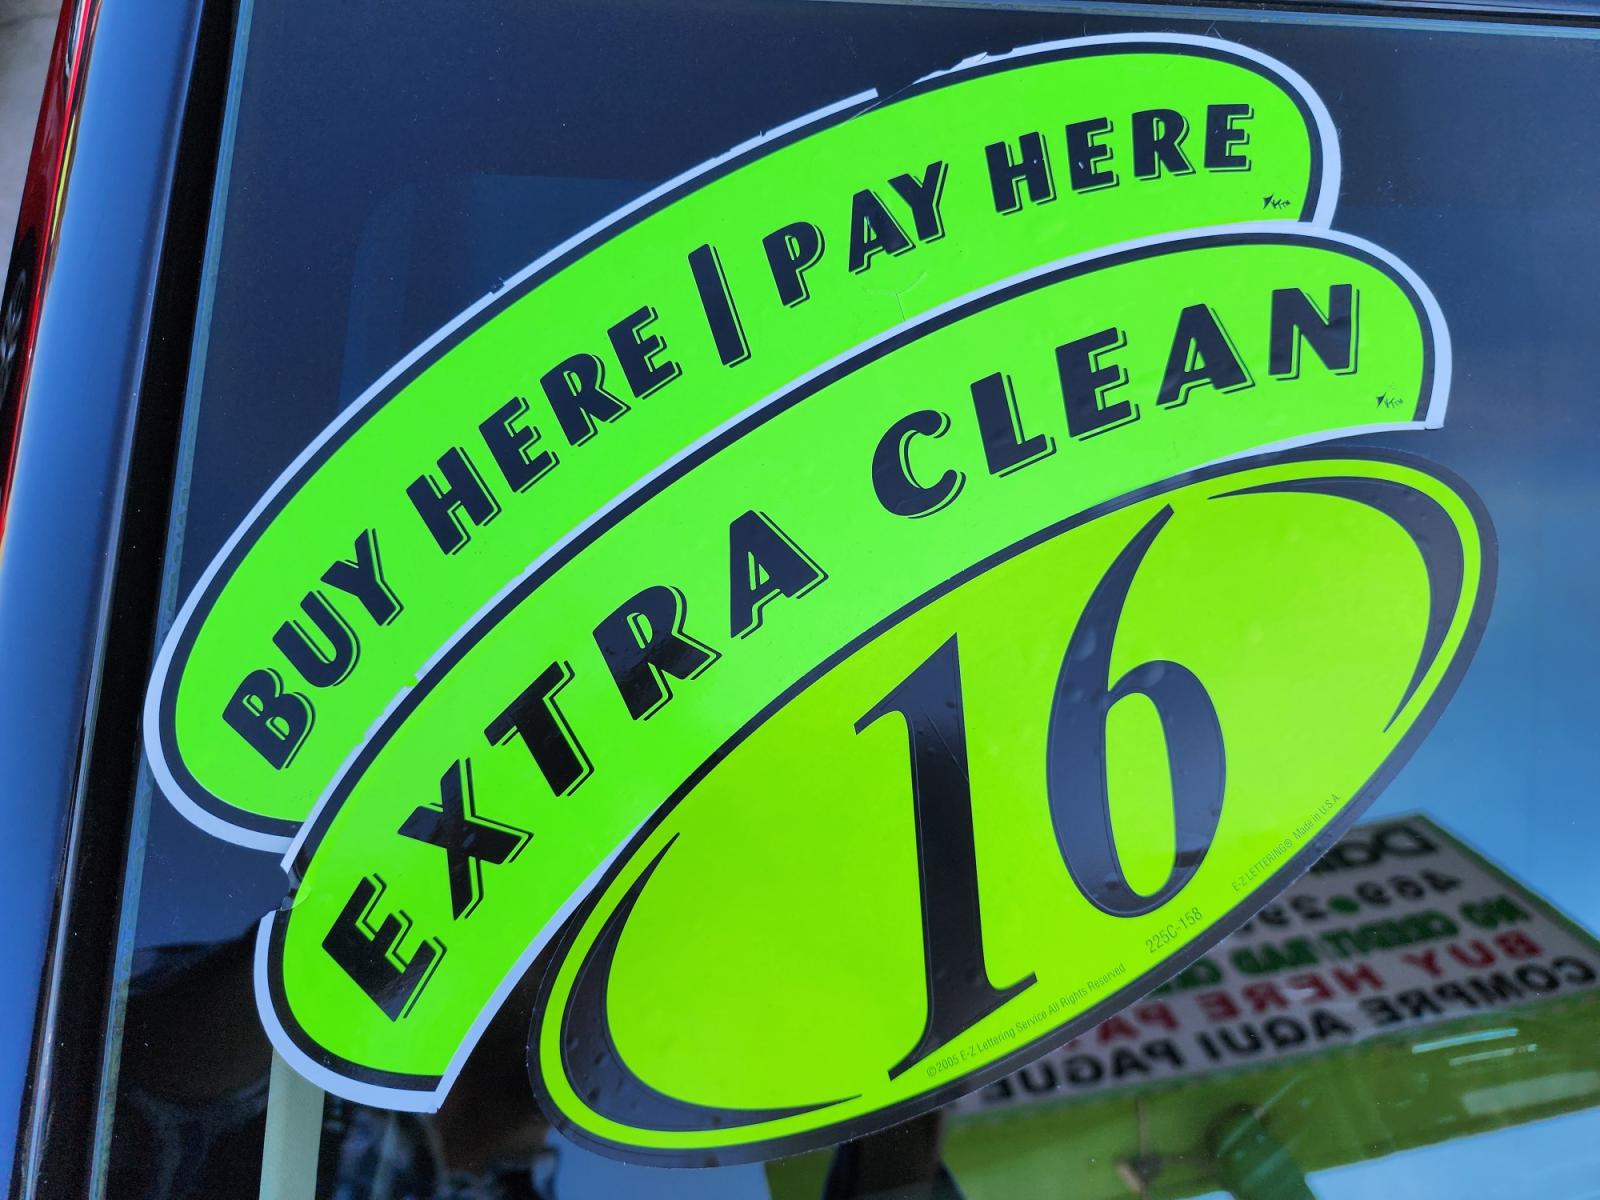 BUY HERE | PAY HERE
EXTRA CLEAN
16
225C-158
©2005 E-Z Lettering Service All Rights Reserved
E-Z LETTERING® Made in U.S.A.
NO CREDIT BAD
BUY HERE PA
COMPRE AQUI PAGUE